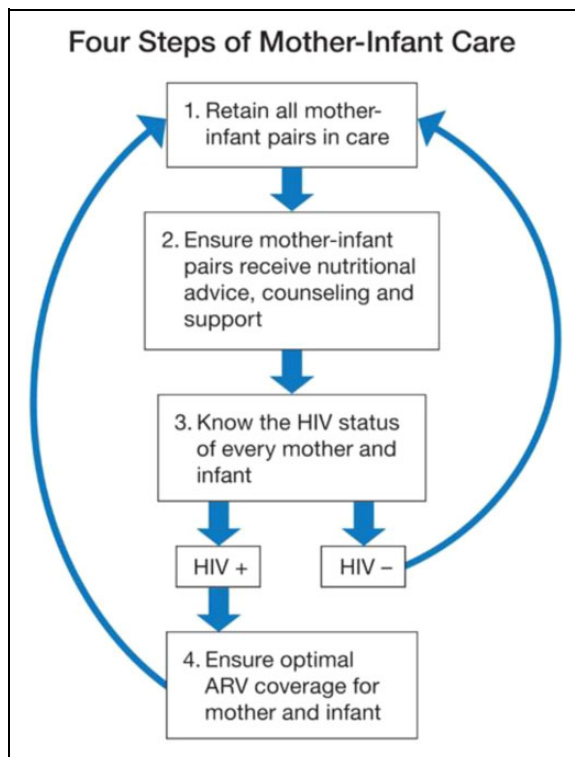 Four Steps of Mother-Infant Care
1. Retain all mother-
infant pairs in care
2. Ensure mother-infant
pairs receive nutritional
advice, counseling and
support
3. Know the HIV status
of every mother and
infant
HIV +
HIV –
4. Ensure optimal
ARV coverage for
mother and infant